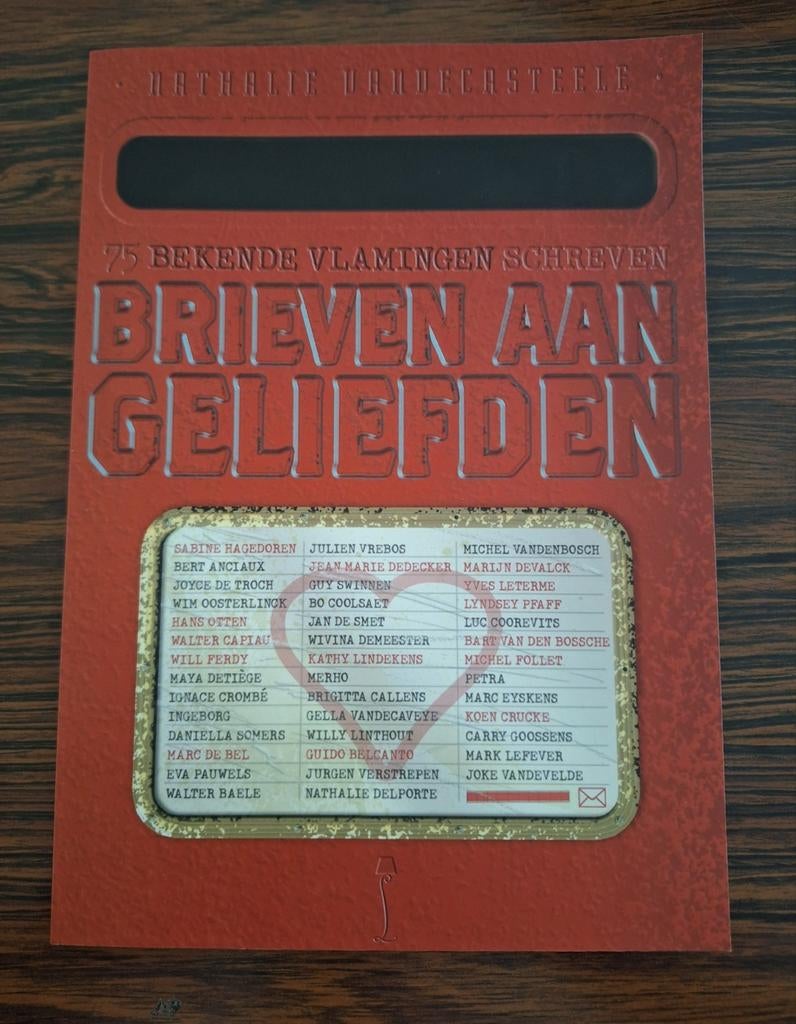 · NATHALIE VANDECASTEELE ·
75 BEKENDE VLAMINGEN SCHREVEN
BRIEVEN AAN
GELIEFDEN
SABINE HAGEDOREN JULIEN VREBOS MICHEL VANDENBOSCH
BERT ANCIAUX JEAN MARIE DEDECKER MARIJN DEVALCK
JOYCE DE TROCH GUY SWINNEN YVES LETERME
WIM OOSTERLINCK BO COOLSAET LYNDSEY PFAFF
HANS OTTEN JAN DE SMET LUC COOREVITS
WALTER CAPIAU WIVINA DEMEESTER BART VAN DEN BOSSCHE
WILL FERDY KATHY LINDEKENS MICHEL FOLLET
MAYA DETIÈGE MERHO PETRA
IGNACE CROMBÉ BRIGITTA CALLENS MARC EYSKENS
INGEBORG GELLA VANDECAVEYE KOEN CRUCKE
DANIELLA SOMERS WILLY LINTHOUT CARRY GOOSSENS
MARC DE BEL GUIDO BELCANTO MARK LEFEVER
EVA PAUWELS JURGEN VERSTREPEN JOKE VANDEVELDE
WALTER BAELE NATHALIE DELPORTE